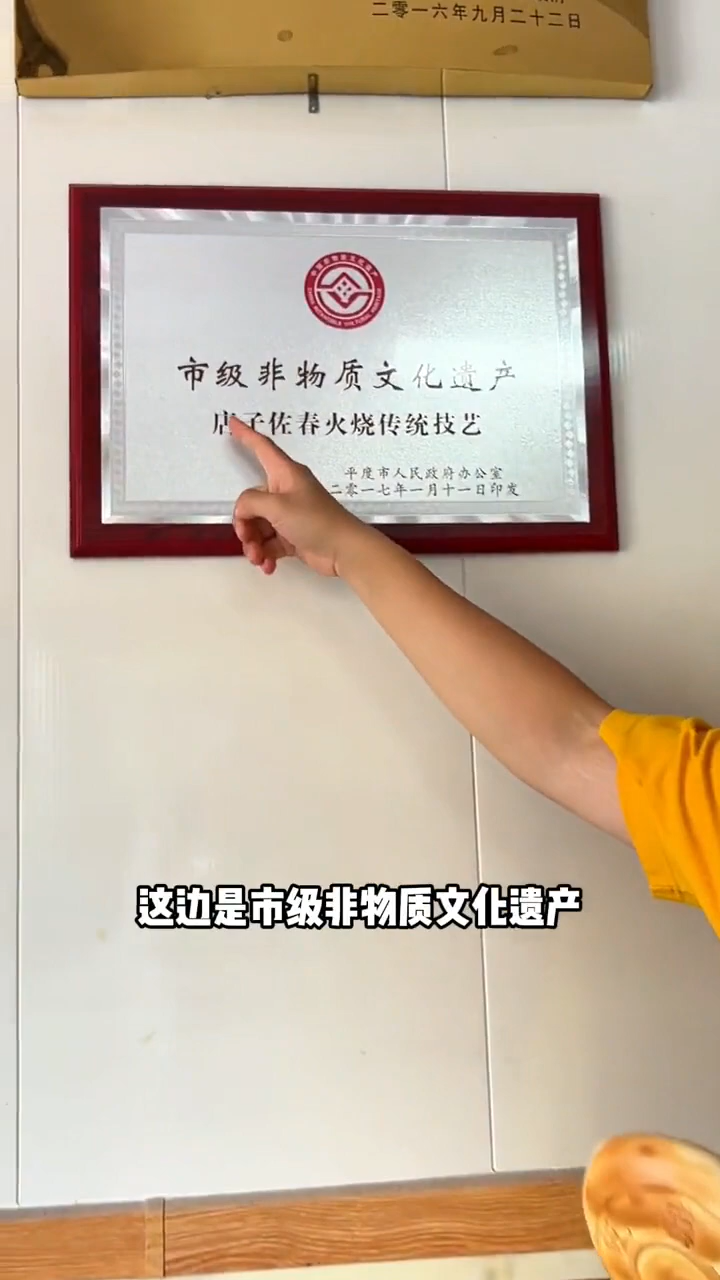 二零一六年九月二十二日
市级非物质文化遗产
店子佐春火烧传统技艺
平度市人民政府办公室
二零一七年一月十一日印发
这边是市级非物质文化遗产